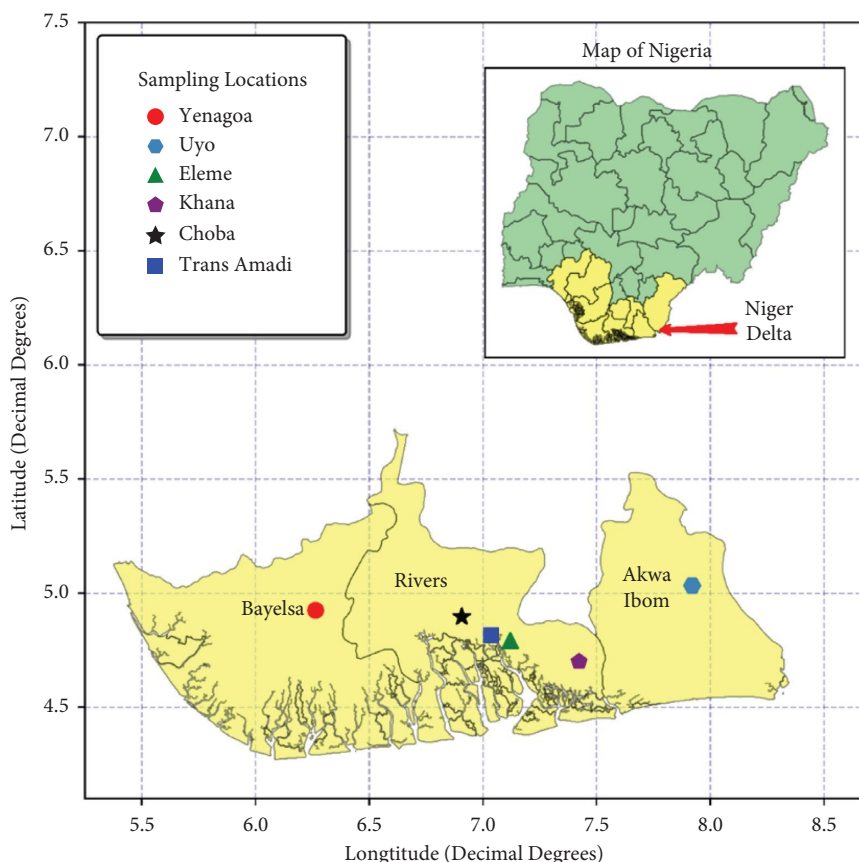 Sampling Locations
Yenagoa
Uyo
Eleme
Khana
Choba
Trans Amadi
Map of Nigeria
Niger
Delta
Bayelsa
Rivers
Akwa
Ibom
7.5
7.0
6.5
6.0
5.5
5.0
4.5
Latitude (Decimal Degrees)
5.5
6.0
6.5
7.0
7.5
8.0
8.5
Longtitude (Decimal Degrees)